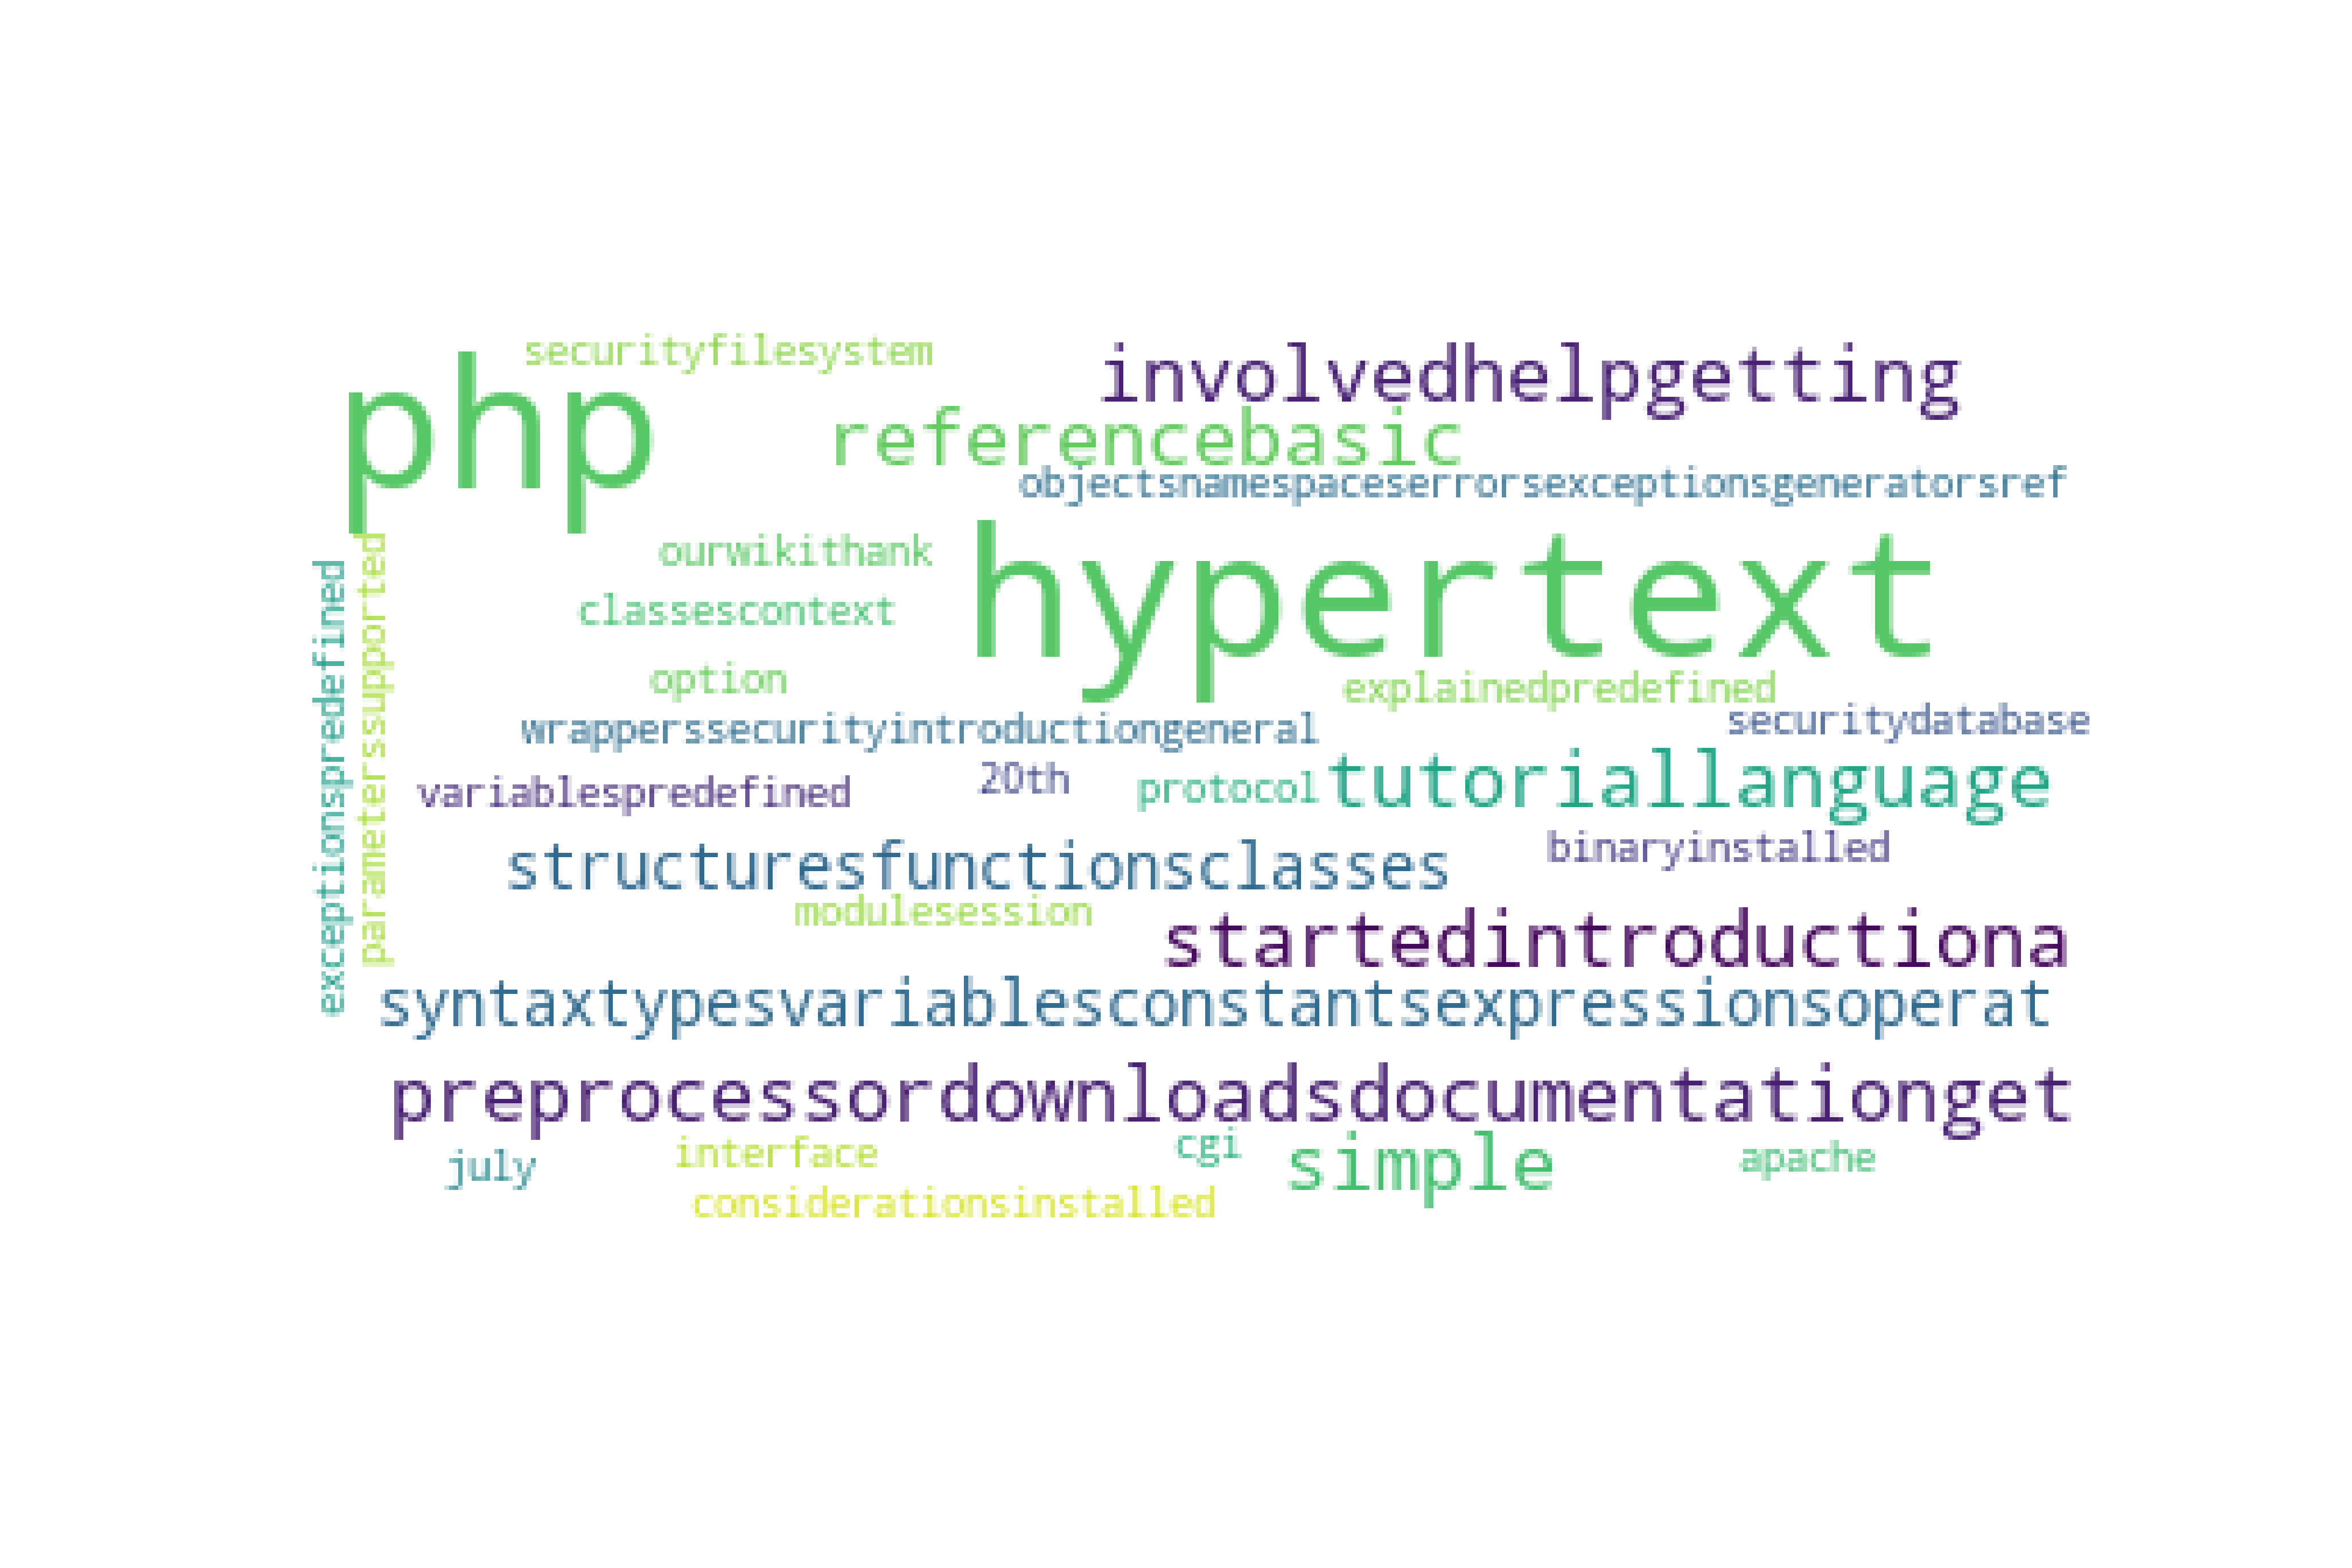 securityfilesystem
involvedhelpgetting
php
referencebasic
objectsnamespaceserrorsexceptionsgeneratorsref
ourwikithank
hypertext
classescontext
option
explainedpredefined
securitydatabase
wrapperssecurityintroductiongeneral
20th
variablespredefined
protocol
tutoriallanguage
exceptionspredefined
parameterssupported
structuresfunctionsclasses
binaryinstalled
modulesession
startedintroductiona
syntaxtypesvariablesconstantsexpressionsoperat
preprocessordownloadsdocumentationget
july
interface
cgi
simple
apache
considerationsinstalled